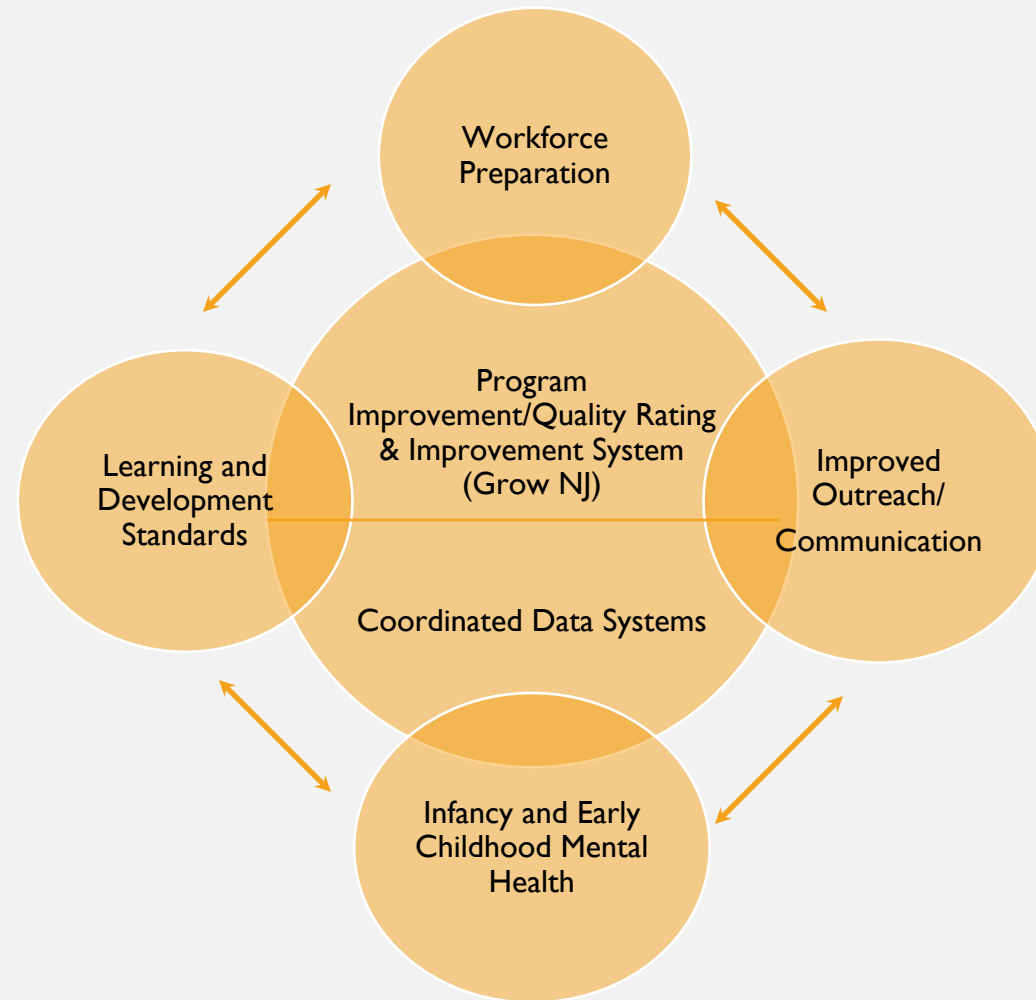 Workforce
Preparation
Program
Improvement/Quality Rating
& Improvement System
(Grow NJ)
Learning and
Development
Standards
Improved
Outreach/
Communication
Coordinated Data Systems
Infancy and Early
Childhood Mental
Health